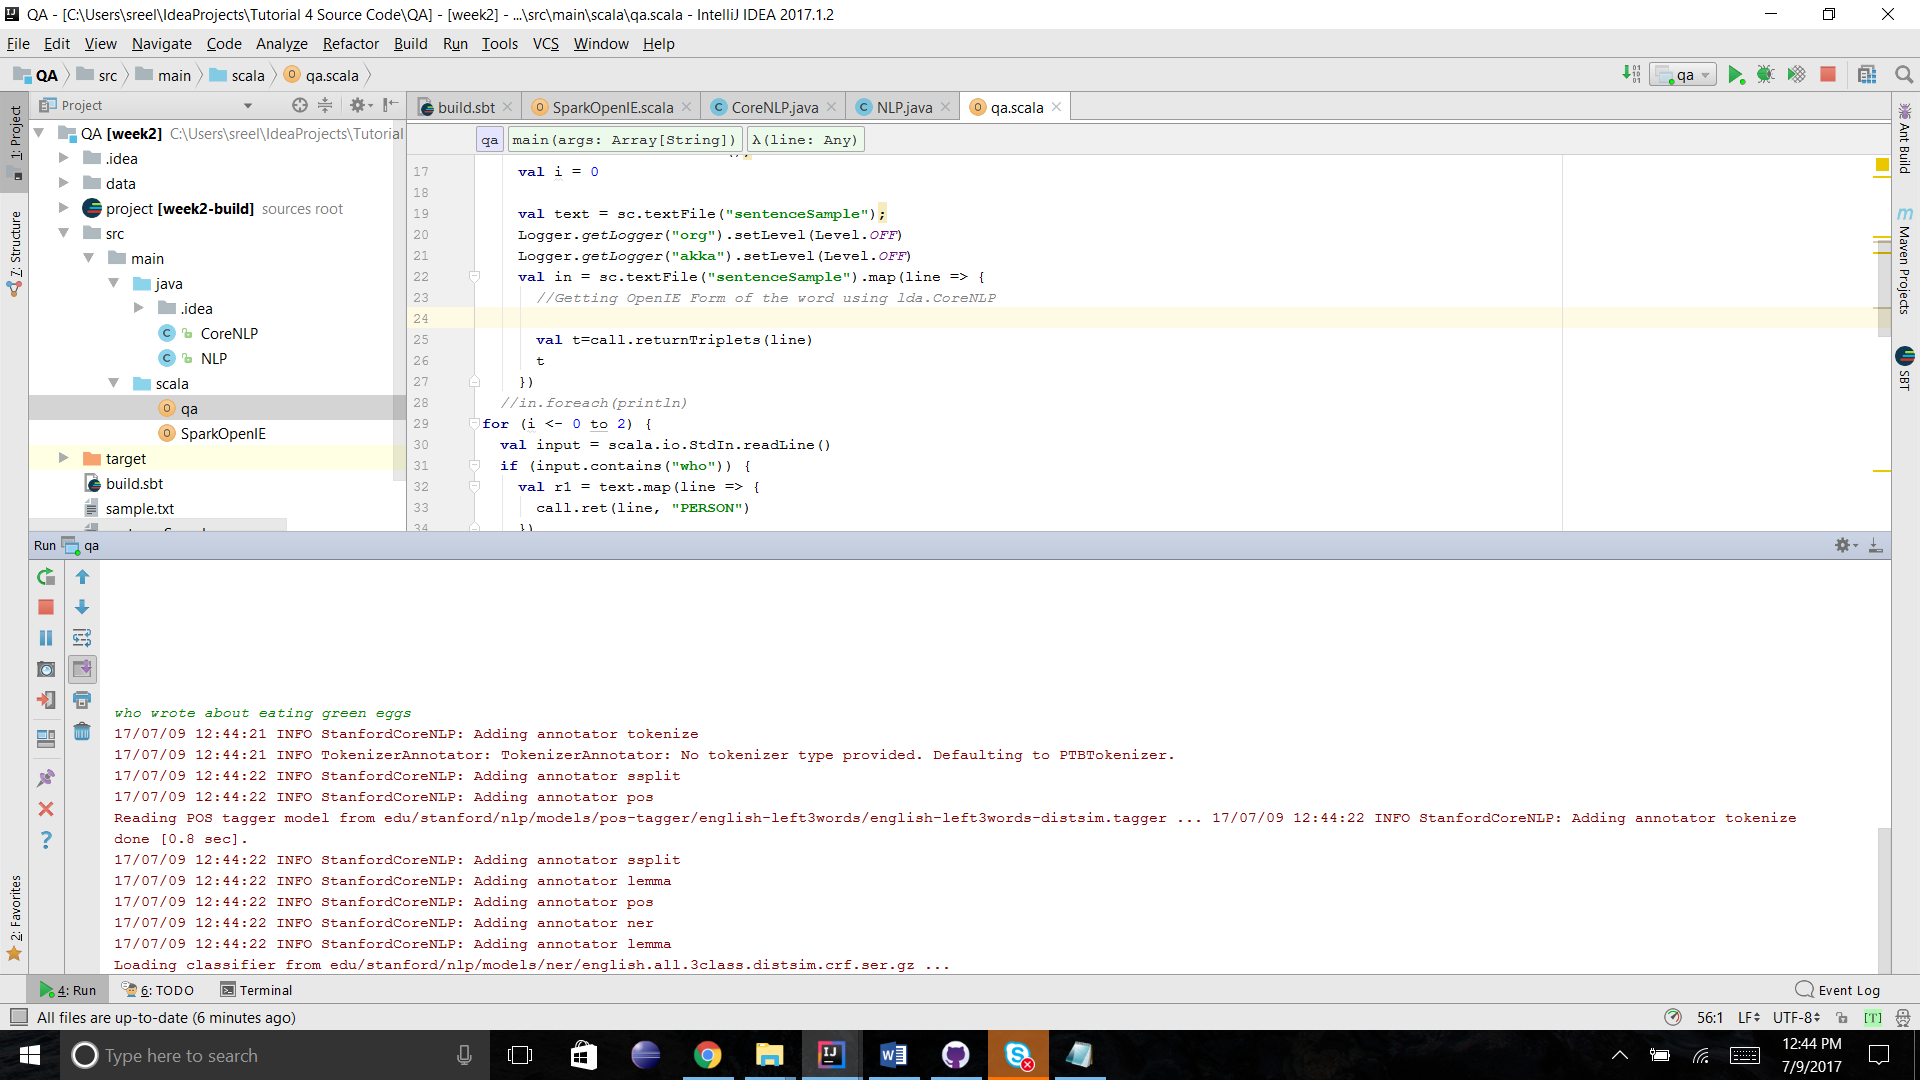 QA - [C:\Users\sreel\IdeaProjects\Tutorial 4 Source Code\QA] - [week2] - ...\src\main\scala\qa.scala - IntelliJ IDEA 2017.1.2
File Edit View Navigate Code Analyze Refactor Build Run Tools VCS Window Help
QA src main scala qa.scala
qa
Project
build.sbt SparkOpenIE.scala CoreNLP.java NLP.java qa.scala
1: Project
7: Structure
2: Favorites
QA [week2] C:\Users\sreel\IdeaProjects\Tutorial
.idea
data
project [week2-build] sources root
src
main
java
.idea
CoreNLP
NLP
scala
qa
SparkOpenIE
target
build.sbt
sample.txt
qa main(args: Array[String]) λ(line: Any)
17 val i = 0
18
19 val text = sc.textFile("sentenceSample");
20 Logger.getLogger("org").setLevel(Level.OFF)
21 Logger.getLogger("akka").setLevel(Level.OFF)
22 val in = sc.textFile("sentenceSample").map(line => {
23 //Getting OpenIE Form of the word using lda.CoreNLP
24
25 val t=call.returnTriplets(line)
26 t
27 })
28 //in.foreach(println)
29 for (i <- 0 to 2) {
30 val input = scala.io.StdIn.readLine()
31 if (input.contains("who")) {
32 val r1 = text.map(line => {
33 call.ret(line, "PERSON")
34 })
Ant Build
Maven Projects
SBT
Run qa
who wrote about eating green eggs
17/07/09 12:44:21 INFO StanfordCoreNLP: Adding annotator tokenize
17/07/09 12:44:21 INFO TokenizerAnnotator: TokenizerAnnotator: No tokenizer type provided. Defaulting to PTBTokenizer.
17/07/09 12:44:22 INFO StanfordCoreNLP: Adding annotator ssplit
17/07/09 12:44:22 INFO StanfordCoreNLP: Adding annotator pos
Reading POS tagger model from edu/stanford/nlp/models/pos-tagger/english-left3words/english-left3words-distsim.tagger ... 17/07/09 12:44:22 INFO StanfordCoreNLP: Adding annotator tokenize
done [0.8 sec].
17/07/09 12:44:22 INFO StanfordCoreNLP: Adding annotator ssplit
17/07/09 12:44:22 INFO StanfordCoreNLP: Adding annotator lemma
17/07/09 12:44:22 INFO StanfordCoreNLP: Adding annotator pos
17/07/09 12:44:22 INFO StanfordCoreNLP: Adding annotator ner
17/07/09 12:44:22 INFO StanfordCoreNLP: Adding annotator lemma
Loading classifier from edu/stanford/nlp/models/ner/english.all.3class.distsim.crf.ser.gz ...
4: Run 6: TODO Terminal Event Log
All files are up-to-date (6 minutes ago) 56:1 LF UTF-8 [T]
Type here to search
12:44 PM
7/9/2017